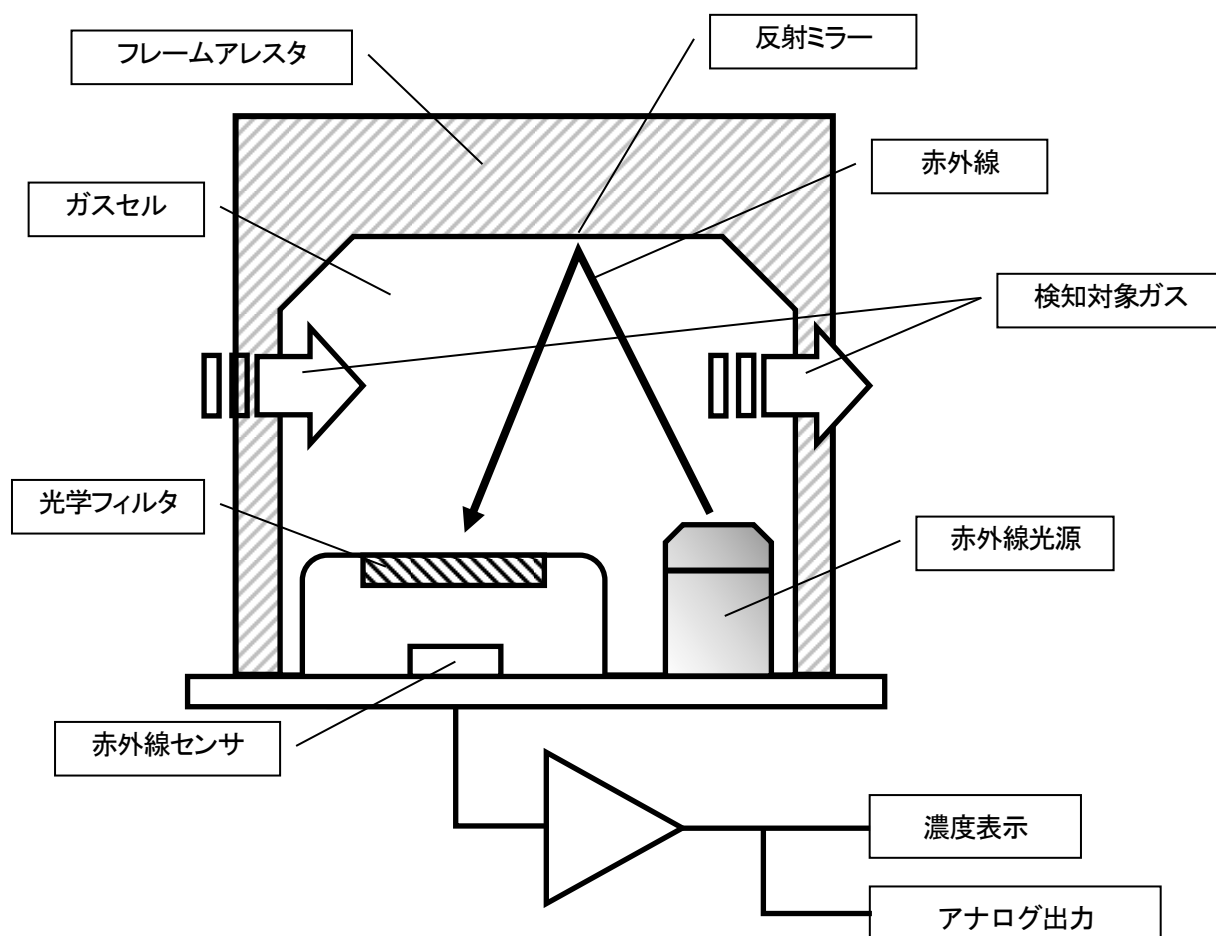 フレームアレスタ
反射ミラー
赤外線
ガスセル
検知対象ガス
光学フィルタ
赤外線光源
赤外線センサ
濃度表示
アナログ出力